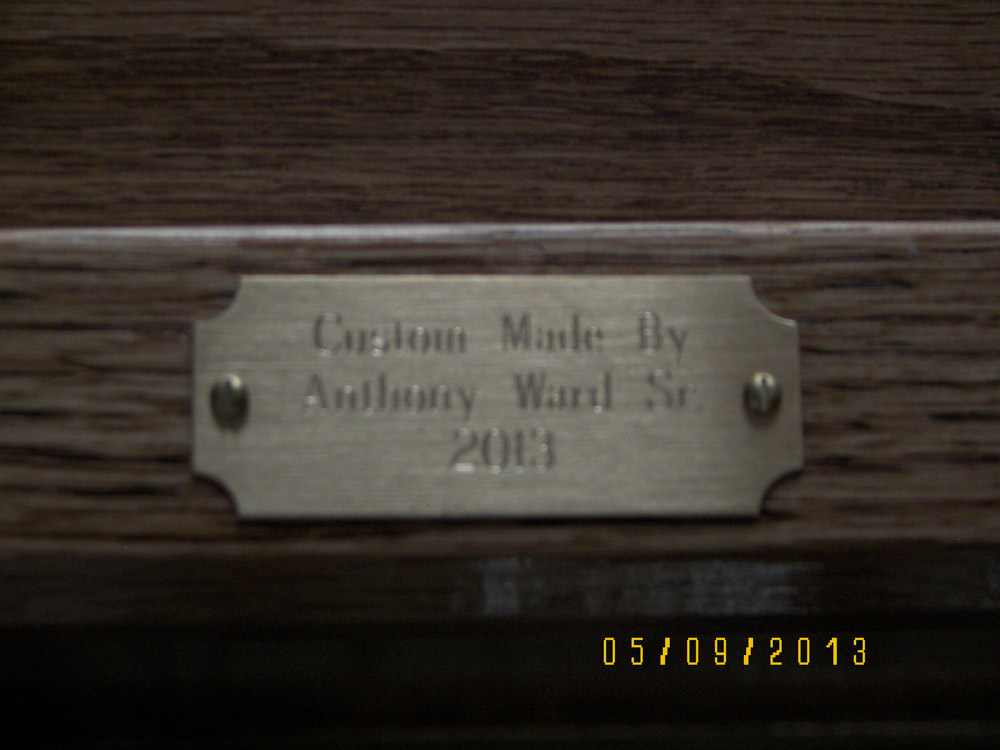 Custom Made By
Anthony Ward Sr.
2013
05/09/2013